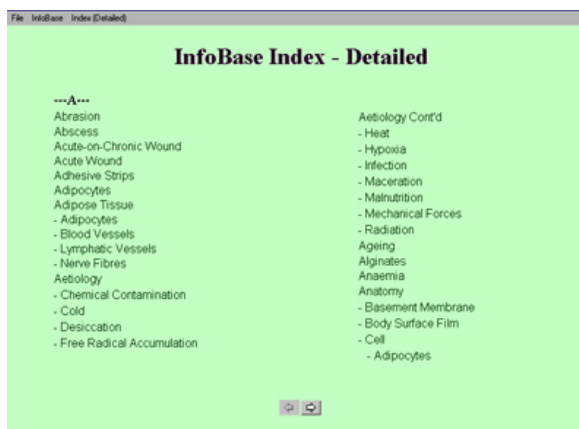 File InfoBase Index (Detailed)
InfoBase Index - Detailed
---A---
Abrasion
Abscess
Acute-on-Chronic Wound
Acute Wound
Adhesive Strips
Adipocytes
Adipose Tissue
- Adipocytes
- Blood Vessels
- Lymphatic Vessels
- Nerve Fibres
Aetiology
- Chemical Contamination
- Cold
- Desiccation
- Free Radical Accumulation
Aetiology Cont'd
- Heat
- Hypoxia
- Infection
- Maceration
- Malnutrition
- Mechanical Forces
- Radiation
Ageing
Alginates
Anaemia
Anatomy
- Basement Membrane
- Body Surface Film
- Cell
- Adipocytes